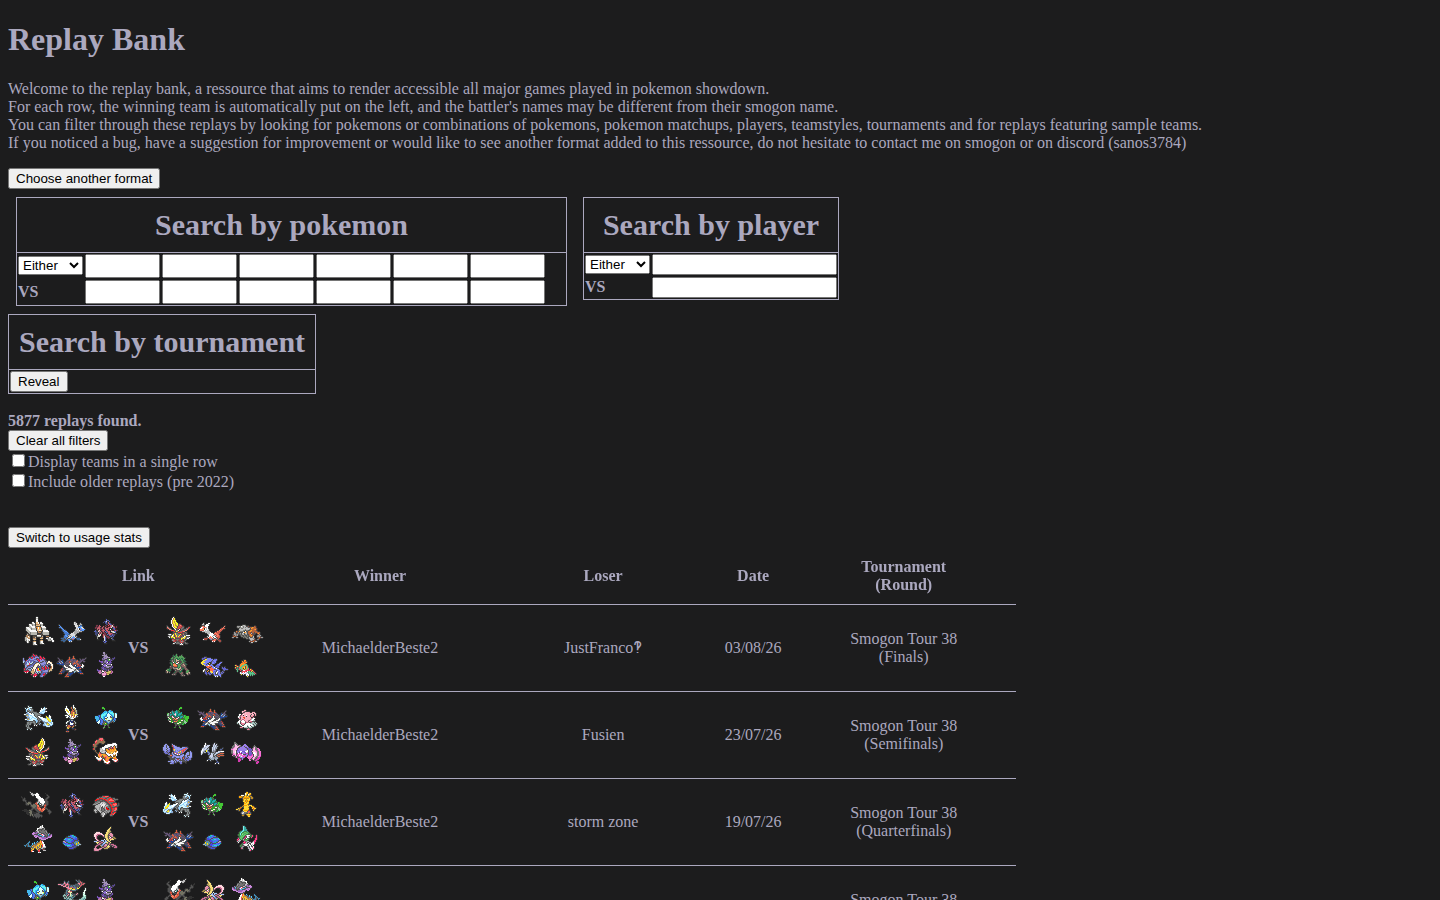 Replay Bank
Welcome to the replay bank, a ressource that aims to render accessible all major games played in pokemon showdown.
For each row, the winning team is automatically put on the left, and the battler's names may be different from their smogon name.
You can filter through these replays by looking for pokemons or combinations of pokemons, pokemon matchups, players, teamstyles, tournaments and for replays featuring sample teams.
If you noticed a bug, have a suggestion for improvement or would like to see another format added to this ressource, do not hesitate to contact me on smogon or on discord (sanos3784)
Choose another format
Search by pokemon
Either
VS
Search by player
Either
VS
Search by tournament
Reveal
5877 replays found.
Clear all filters
Display teams in a single row
Include older replays (pre 2022)
Switch to usage stats
Link Winner Loser Date Tournament
(Round)
VS MichaelderBeste2 JustFranco‽ 03/08/26 Smogon Tour 38
(Finals)
VS MichaelderBeste2 Fusien 23/07/26 Smogon Tour 38
(Semifinals)
VS MichaelderBeste2 storm zone 19/07/26 Smogon Tour 38
(Quarterfinals)
Smogon Tour 38